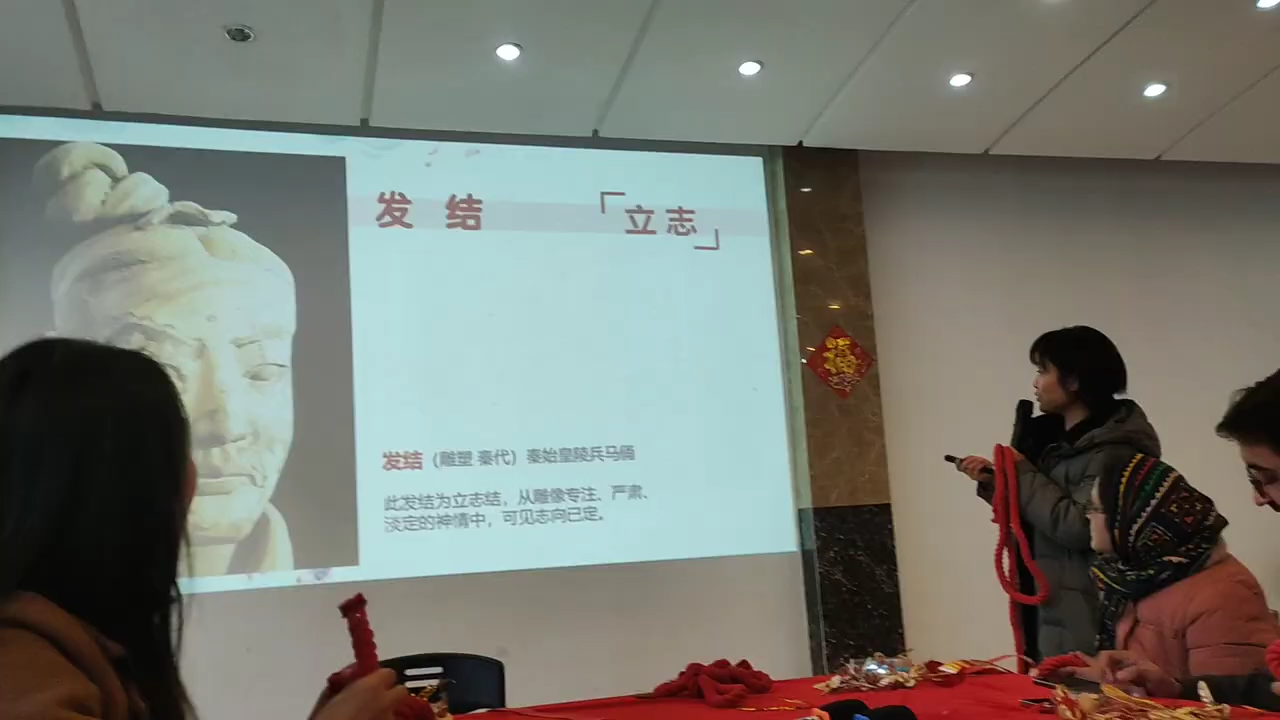 发结 「立志」
发结（雕塑 秦代）秦始皇陵兵马俑
此发结为立志结，从雕像专注、严肃、
淡定的神情中，可见志向已定。
福